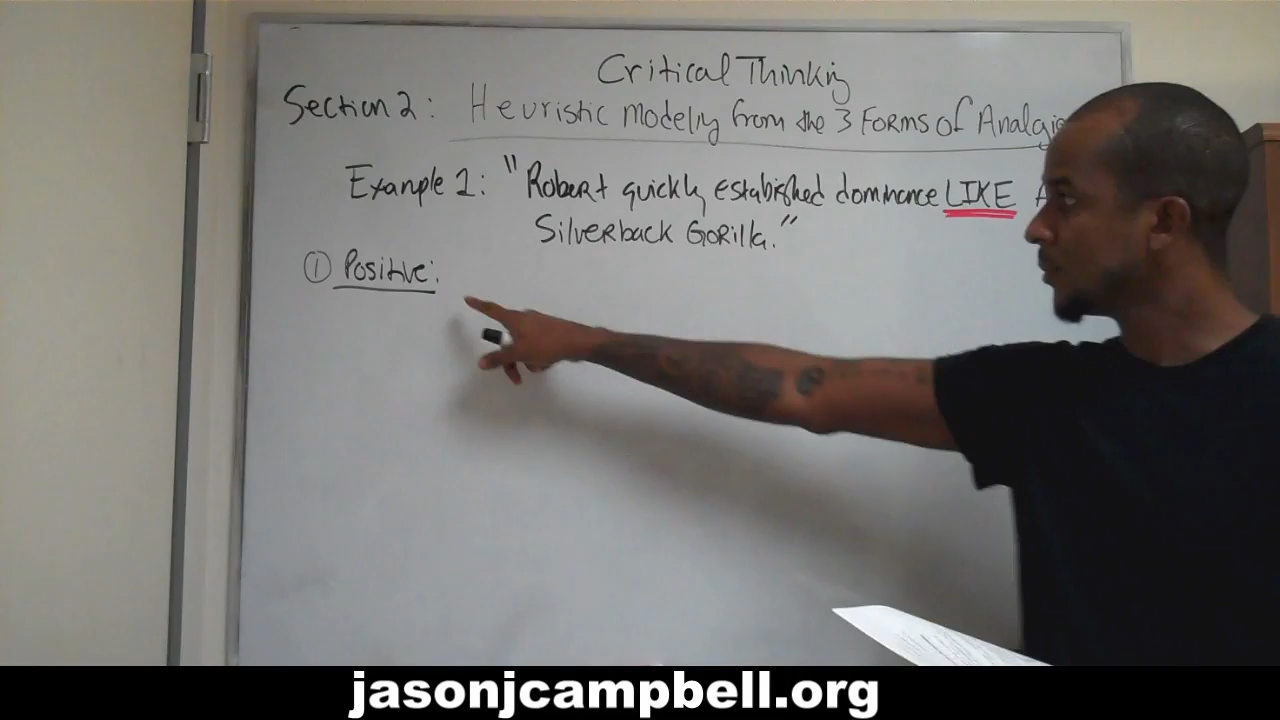 Critical Thinking
Section 2: Heuristic Modeling from the 3 Forms of
Example 1: "Robert quickly established dominance LIKE A
Silverback Gorilla."
① Positive:
jasonjcampbell.org